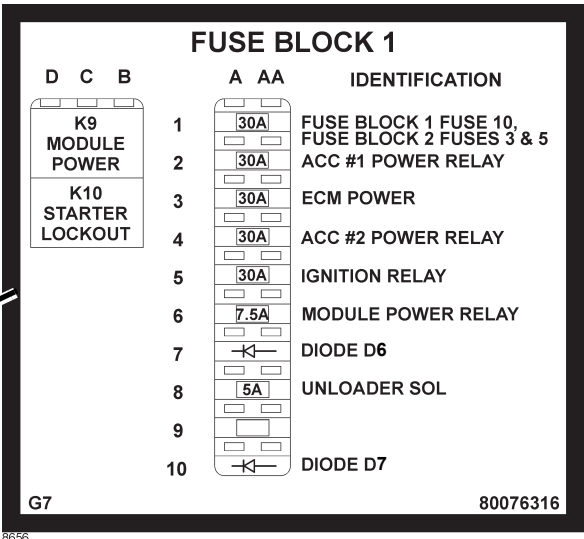 FUSE BLOCK 1
D C B A AA IDENTIFICATION
K9
MODULE
POWER
K10
STARTER
LOCKOUT
1 30A FUSE BLOCK 1 FUSE 10,
FUSE BLOCK 2 FUSES 3 & 5
2 30A ACC #1 POWER RELAY
3 30A ECM POWER
4 30A ACC #2 POWER RELAY
5 30A IGNITION RELAY
6 7.5A MODULE POWER RELAY
7 DIODE D6
8 5A UNLOADER SOL
9
10 DIODE D7
G7 80076316
8656